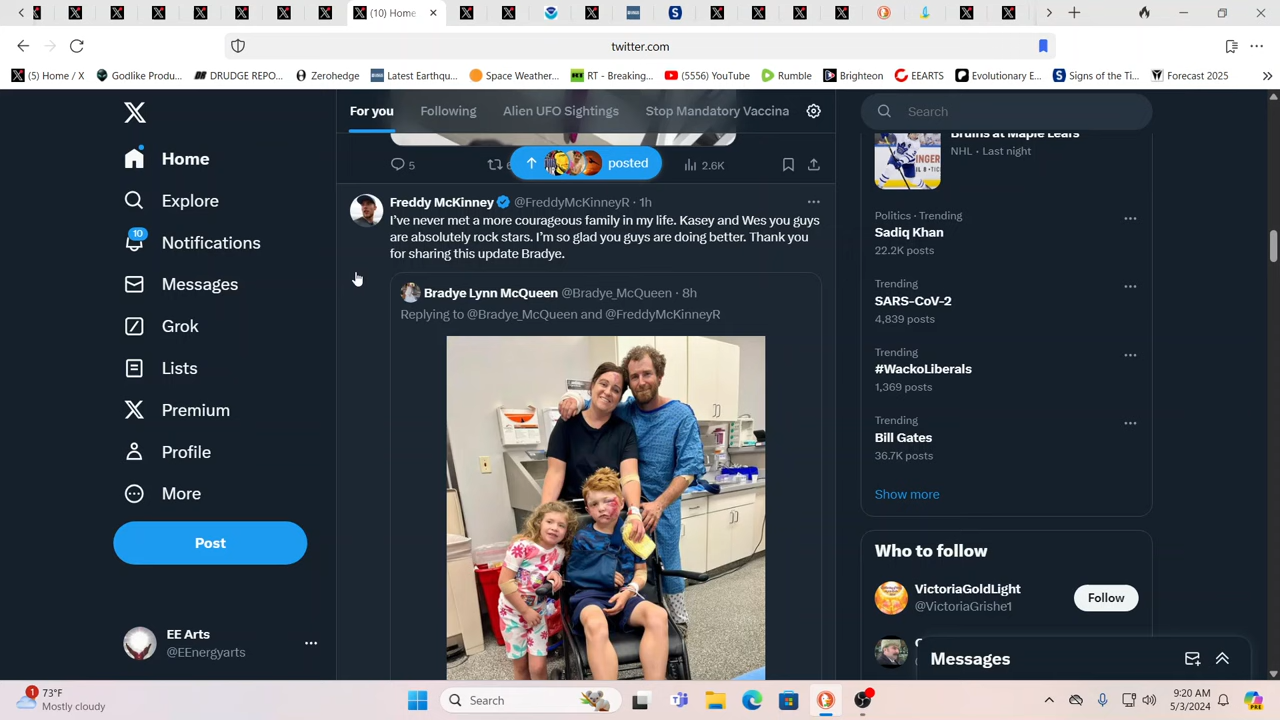 (10) Home
twitter.com
(5) Home / X
Godlike Produ...
DRUDGE REPO...
Zerohedge
Latest Earthqu...
Space Weather...
RT - Breaking...
(5556) YouTube
Rumble
Brighteon
EEARTS
Evolutionary E...
Signs of the Ti...
Forecast 2025
For you
Following
Alien UFO Sightings
Stop Mandatory Vaccina
Search
Home
Explore
10
Notifications
Messages
Grok
Lists
Premium
Profile
More
Post
EE Arts
@EEnergyarts
5
posted
2.6K
Freddy McKinney @FreddyMcKinneyR · 1h
I've never met a more courageous family in my life. Kasey and Wes you guys
are absolutely rock stars. I'm so glad you guys are doing better. Thank you
for sharing this update Bradye.
Bradye Lynn McQueen @Bradye_McQueen · 8h
Replying to @Bradye_McQueen and @FreddyMcKinneyR
Bruins at Maple Leafs
NHL · Last night
Politics · Trending
Sadiq Khan
22.2K posts
Trending
SARS-CoV-2
4,839 posts
Trending
#WackoLiberals
1,369 posts
Trending
Bill Gates
36.7K posts
Show more
Who to follow
VictoriaGoldLight
@VictoriaGrishe1
Follow
Messages
1
73°F
Mostly cloudy
Search
9:20 AM
5/3/2024